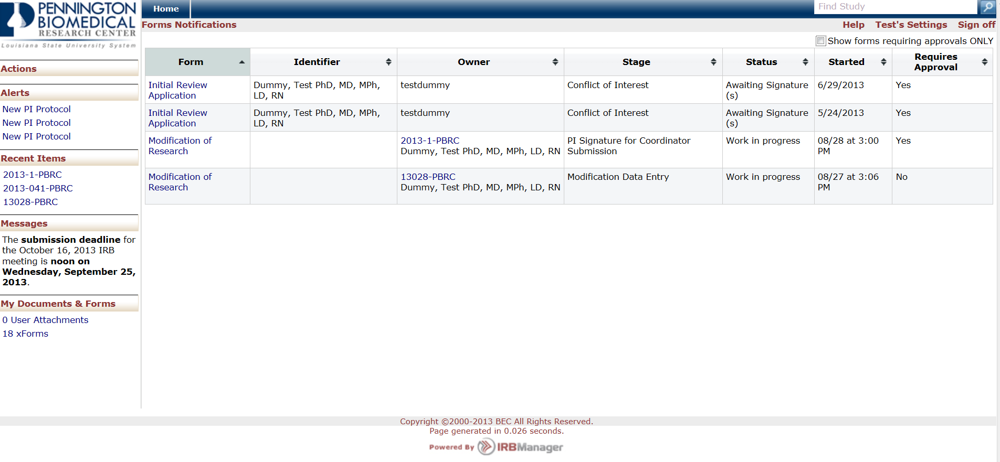 PENNINGTON
BIOMEDICAL
RESEARCH CENTER
Louisiana State University System
Home
Find Study
Forms Notifications
Help Test's Settings Sign off
Show forms requiring approvals ONLY
Actions
Alerts
New PI Protocol
New PI Protocol
New PI Protocol
Recent Items
2013-1-PBRC
2013-041-PBRC
13028-PBRC
Messages
The submission deadline for
the October 16, 2013 IRB
meeting is noon on
Wednesday, September 25,
2013.
My Documents & Forms
0 User Attachments
18 xForms
Form Identifier Owner Stage Status Started Requires
Approval
Initial Review Dummy, Test PhD, MD, MPh, testdummy Conflict of Interest Awaiting Signature 6/29/2013 Yes
Application LD, RN (s)
Initial Review Dummy, Test PhD, MD, MPh, testdummy Conflict of Interest Awaiting Signature 5/24/2013 Yes
Application LD, RN (s)
Modification of 2013-1-PBRC PI Signature for Coordinator Work in progress 08/28 at 3:00 Yes
Research Dummy, Test PhD, MD, MPh, LD, RN Submission PM
Modification of 13028-PBRC Modification Data Entry Work in progress 08/27 at 3:06 No
Research Dummy, Test PhD, MD, MPh, LD, RN PM
Copyright ©2000-2013 BEC All Rights Reserved.
Page generated in 0.026 seconds.
Powered By IRBManager